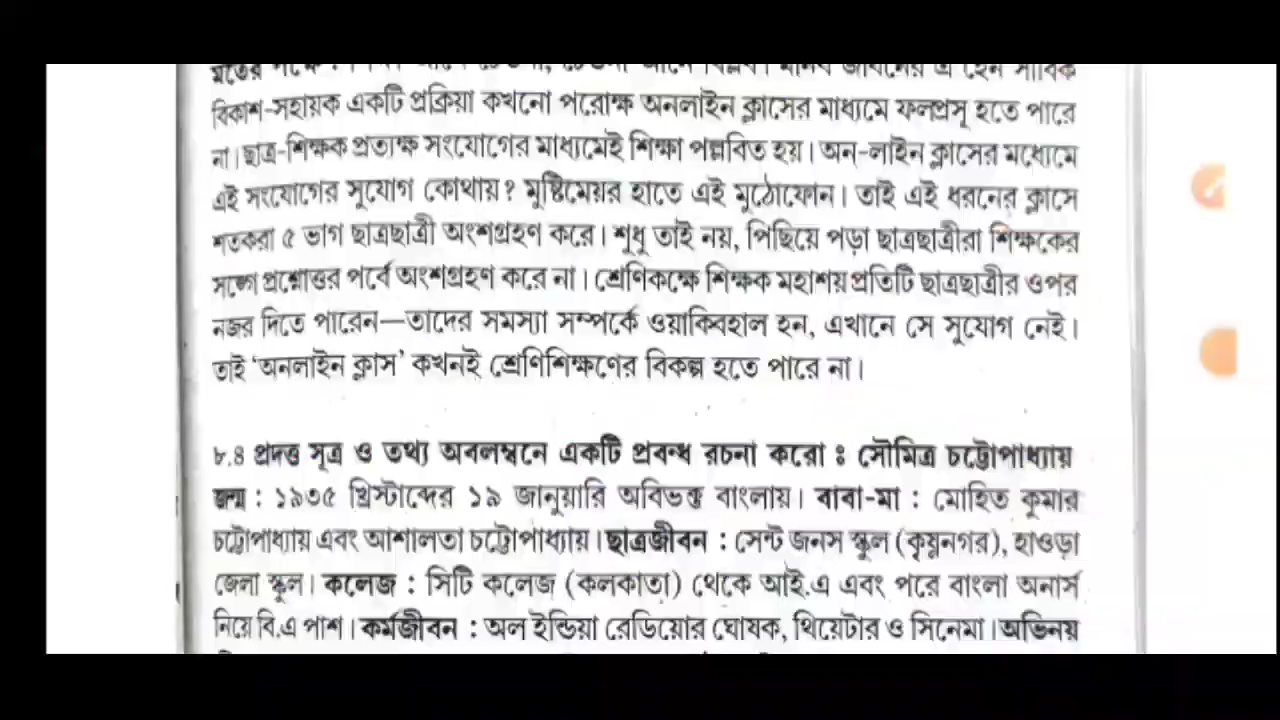 বিকাশ-সহায়ক একটি প্রক্রিয়া কখনো পরোক্ষ অনলাইন ক্লাসের মাধ্যমে ফলপ্রসূ হতে পারে
না। ছাত্র-শিক্ষক প্রত্যক্ষ সংযোগের মাধ্যমেই শিক্ষা পল্লবিত হয়। অন্-লাইন ক্লাসের মধ্যেমে
এই সংযোগের সুযোগ কোথায়? মুষ্টিমেয়র হাতে এই মুঠোফোন। তাই এই ধরনের ক্লাসে
শতকরা ৫ ভাগ ছাত্রছাত্রী অংশগ্রহণ করে। শুধু তাই নয়, পিছিয়ে পড়া ছাত্রছাত্রীরা শিক্ষকের
সঙ্গে প্রশ্নোত্তর পর্বে অংশগ্রহণ করে না। শ্রেণিকক্ষে শিক্ষক মহাশয় প্রতিটি ছাত্রছাত্রীর ওপর
নজর দিতে পারেন—তাদের সমস্যা সম্পর্কে ওয়াকিবহাল হন, এখানে সে সুযোগ নেই।
তাই ‘অনলাইন ক্লাস’ কখনই শ্রেণিশিক্ষণের বিকল্প হতে পারে না।
৮.৪ প্রদত্ত সূত্র ও তথ্য অবলম্বনে একটি প্রবন্ধ রচনা করো : সৌমিত্র চট্টোপাধ্যায়
জন্ম : ১৯৩৫ খ্রিস্টাব্দের ১৯ জানুয়ারি অবিভক্ত বাংলায়। বাবা-মা : মোহিত কুমার
চট্টোপাধ্যায় এবং আশালতা চট্টোপাধ্যায়। ছাত্রজীবন : সেন্ট জনস স্কুল (কৃষ্ণনগর), হাওড়া
জেলা স্কুল। কলেজ : সিটি কলেজ (কলকাতা) থেকে আই.এ এবং পরে বাংলা অনার্স
নিয়ে বি.এ পাশ। কর্মজীবন : অল ইন্ডিয়া রেডিয়োর ঘোষক, থিয়েটার ও সিনেমা। অভিনয়